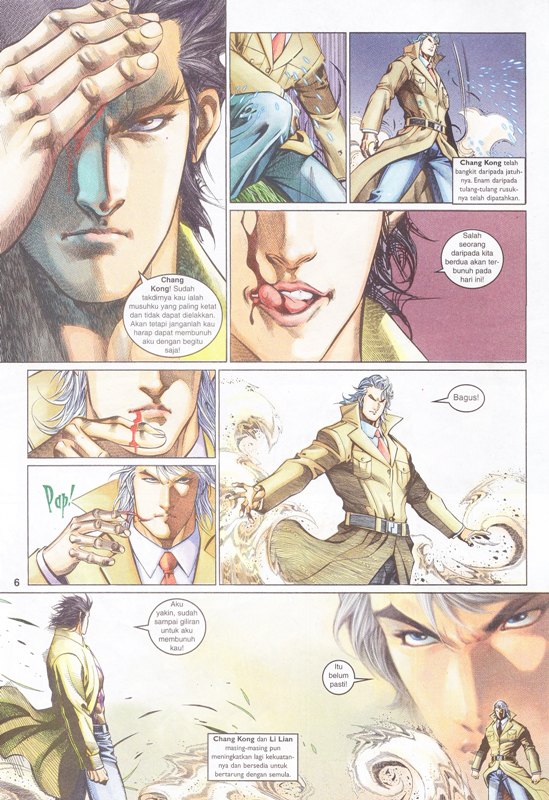 Chang
Kong! Sudah
takdirnya kau ialah
musuhku yang paling ketat
dan tidak dapat dielakkan.
Akan tetapi janganlah kau
harap dapat membunuh
aku dengan begitu
saja!
Chang Kong telah
bangkit daripada jatuh-
nya. Enam daripada
tulang-tulang rusuk-
nya telah dipatahkan.
Salah
seorang
daripada kita
berdua akan ter-
bunuh pada
hari ini!
Pap!
Bagus!
6
Aku
yakin, sudah
sampai giliran
untuk aku
membunuh
kau!
Itu
belum
pasti!
Chang Kong dan Li Lian
masing-masing pun
meningkatkan lagi kekuatan-
nya dan bersedia untuk
bertarung dengan semula.